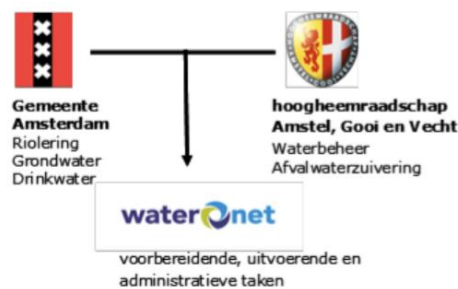 Gemeente
Amsterdam
Riolering
Grondwater
Drinkwater
hoogheemraadschap
Amstel, Gooi en Vecht
Waterbeheer
Afvalwaterzuivering
waternet
voorbereidende, uitvoerende en
administratieve taken